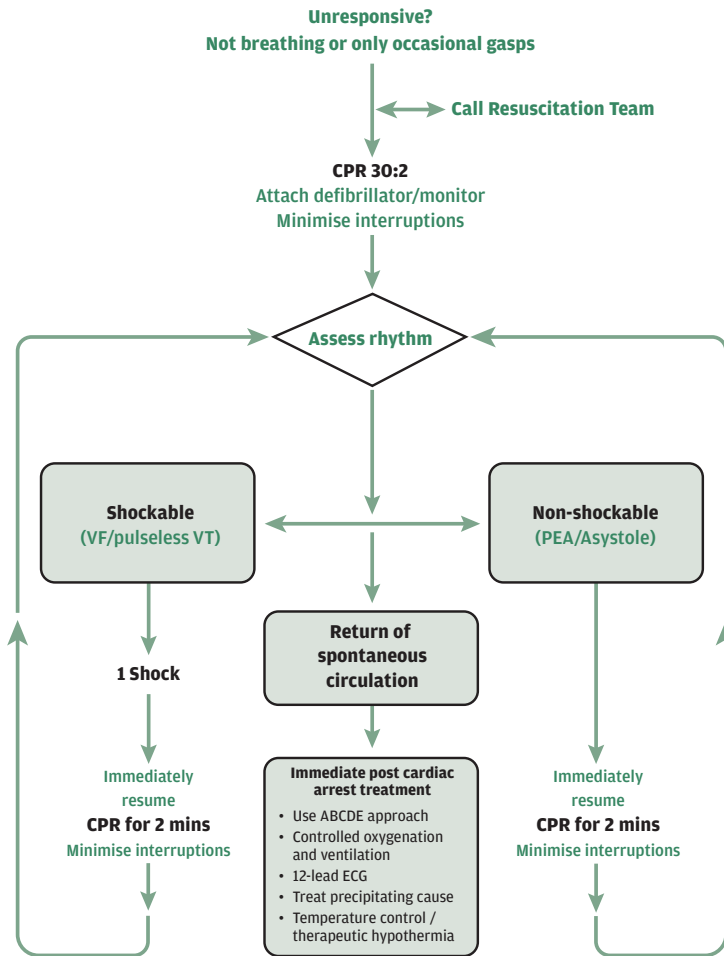 Unresponsive?
Not breathing or only occasional gasps
Call Resuscitation Team
CPR 30:2
Attach defibrillator/monitor
Minimise interruptions
Assess rhythm
Shockable
(VF/pulseless VT)
Non-shockable
(PEA/Asystole)
Return of
spontaneous
circulation
1 Shock
Immediately
resume
CPR for 2 mins
Minimise interruptions
Immediate post cardiac
arrest treatment
• Use ABCDE approach
• Controlled oxygenation
and ventilation
• 12-lead ECG
• Treat precipitating cause
• Temperature control /
therapeutic hypothermia
Immediately
resume
CPR for 2 mins
Minimise interruptions